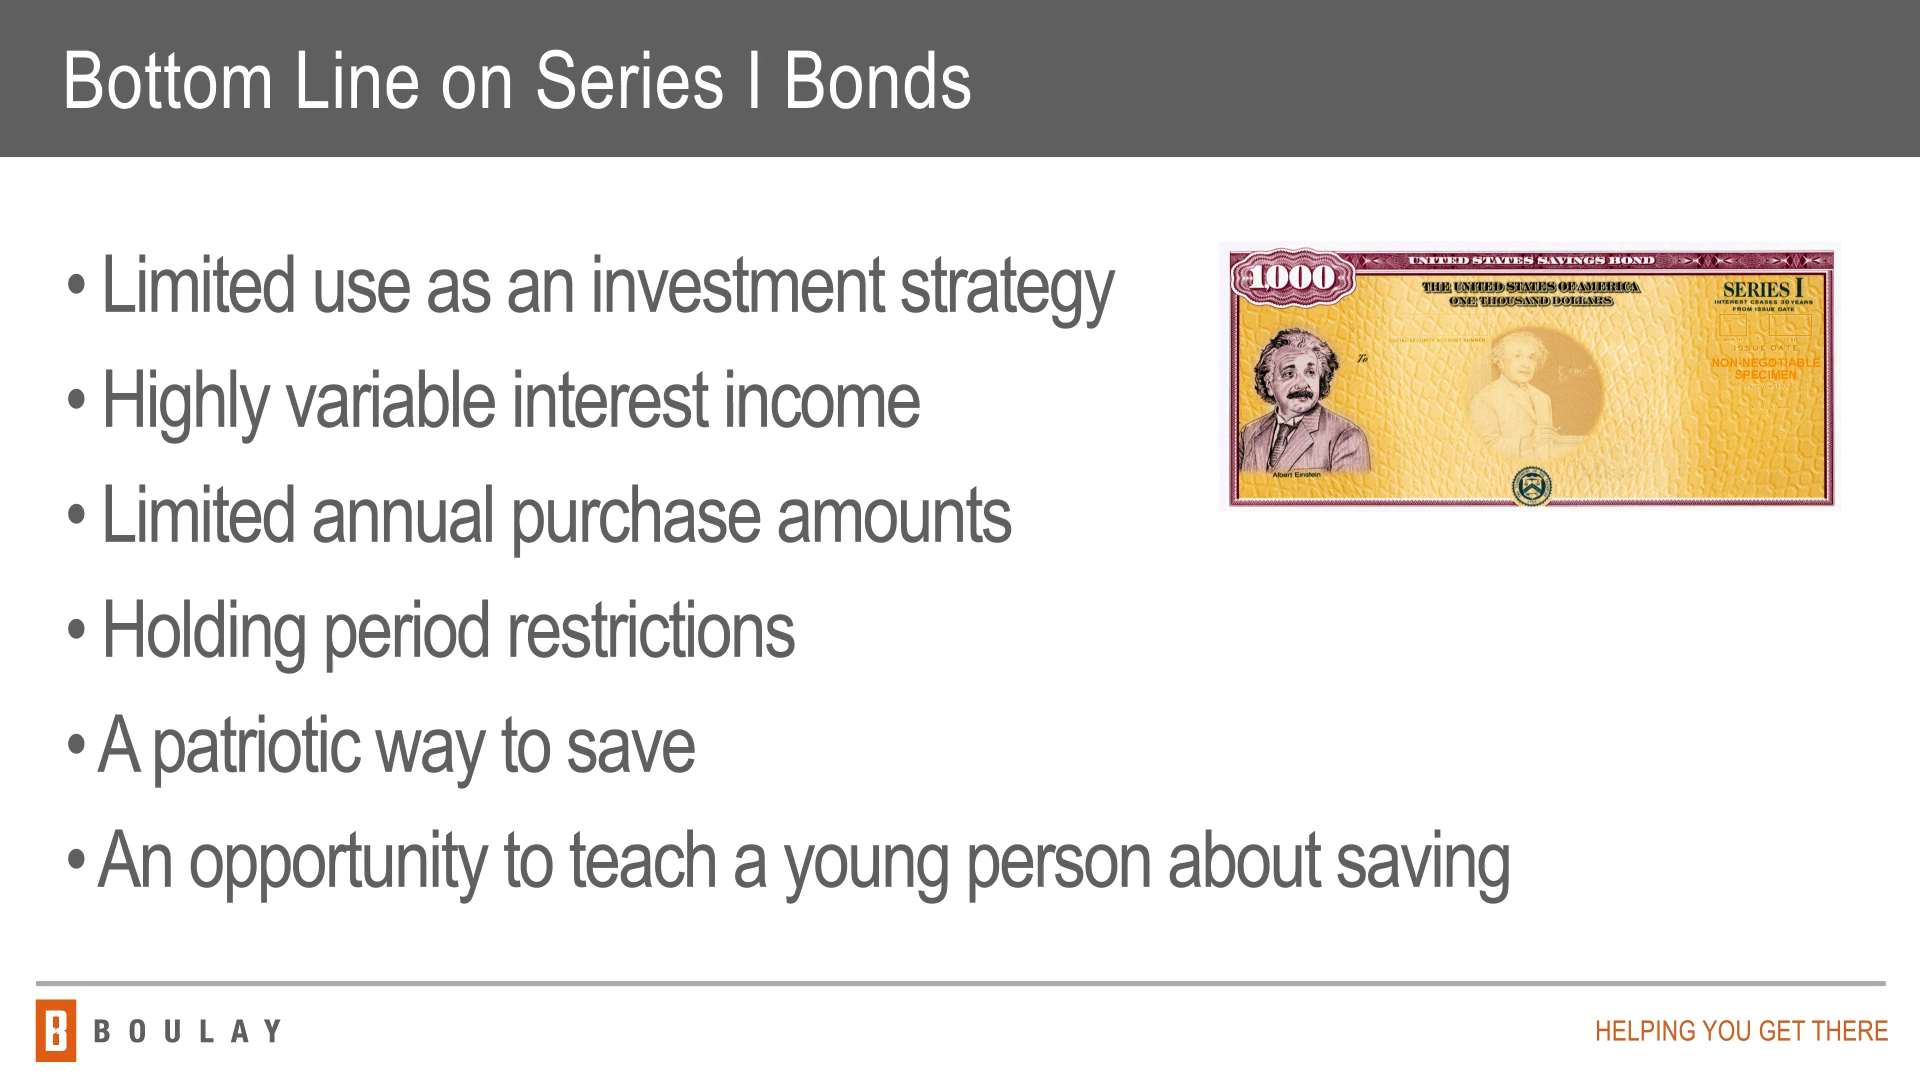 Bottom Line on Series I Bonds
• Limited use as an investment strategy
• Highly variable interest income
• Limited annual purchase amounts
• Holding period restrictions
• A patriotic way to save
• An opportunity to teach a young person about saving
1,000
UNITED STATES SAVINGS BOND
THE UNITED STATES OF AMERICA
ONE THOUSAND DOLLARS
SERIES I
INTEREST CEASES 30 YEARS
FROM ISSUE DATE
SOCIAL SECURITY ACCOUNT NUMBER
To
ISSUE DATE
NON-NEGOTIABLE
SPECIMEN
Albert Einstein
B BOULAY
HELPING YOU GET THERE